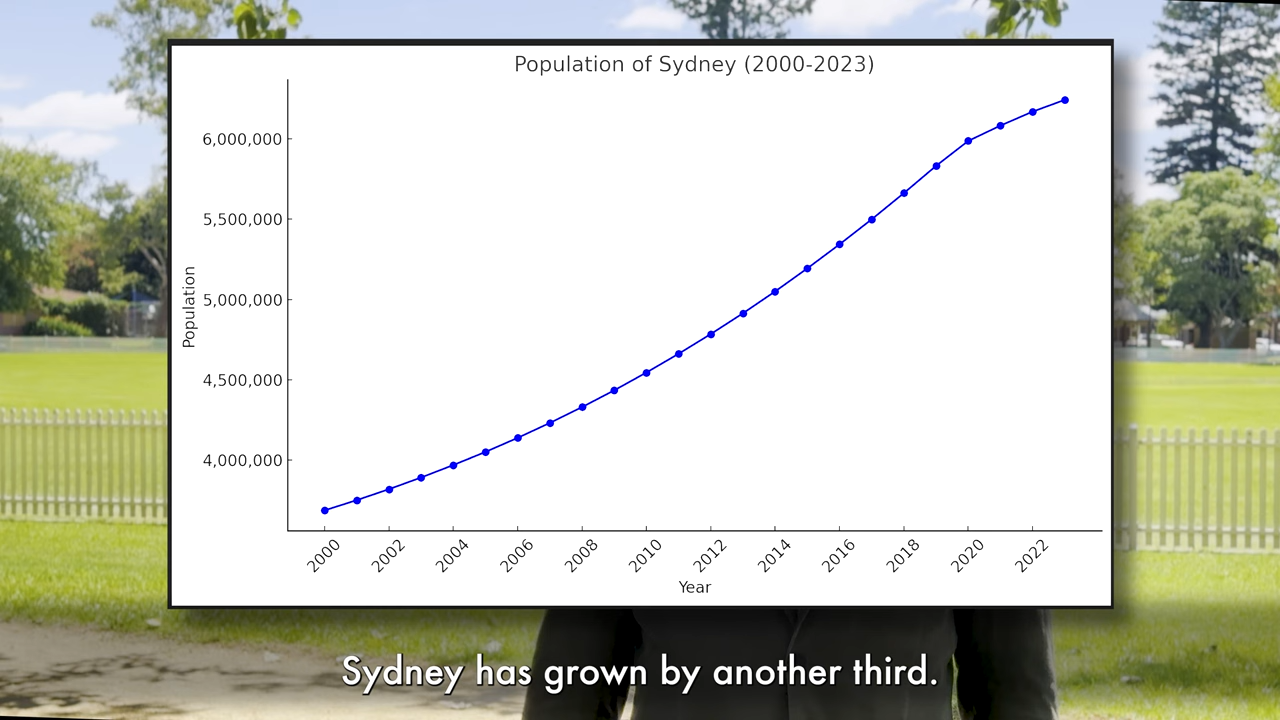 Population of Sydney (2000-2023)
6,000,000
5,500,000
5,000,000
4,500,000
4,000,000
Population
2000 2002 2004 2006 2008 2010 2012 2014 2016 2018 2020 2022
Year
Sydney has grown by another third.